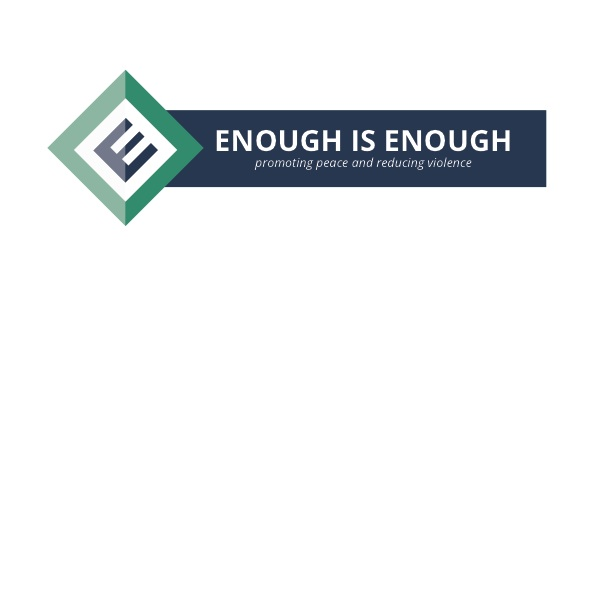 E
ENOUGH IS ENOUGH
promoting peace and reducing violence